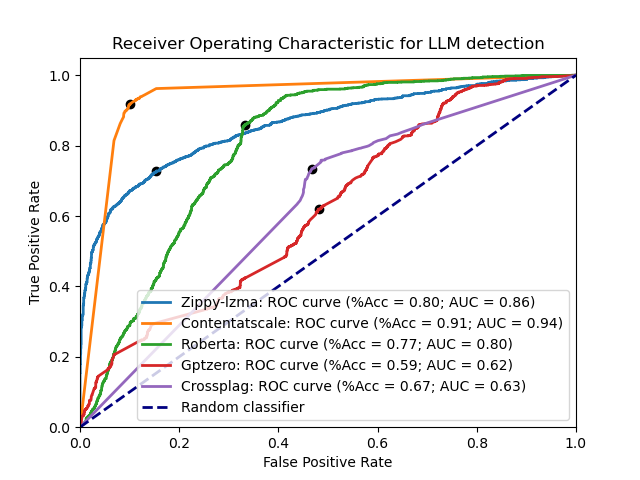 Receiver Operating Characteristic for LLM detection
True Positive Rate
1.0
0.8
0.6
0.4
0.2
0.0
Zippy-lzma: ROC curve (%Acc = 0.80; AUC = 0.86)
Contentatscale: ROC curve (%Acc = 0.91; AUC = 0.94)
Roberta: ROC curve (%Acc = 0.77; AUC = 0.80)
Gptzero: ROC curve (%Acc = 0.59; AUC = 0.62)
Crossplag: ROC curve (%Acc = 0.67; AUC = 0.63)
Random classifier
0.0 0.2 0.4 0.6 0.8 1.0
False Positive Rate